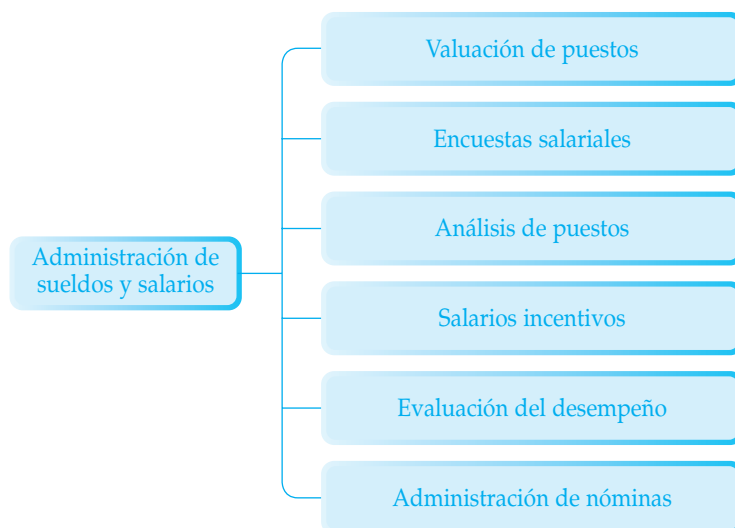 Valuación de puestos
Encuestas salariales
Análisis de puestos
Administración de
sueldos y salarios
Salarios incentivos
Evaluación del desempeño
Administración de nóminas